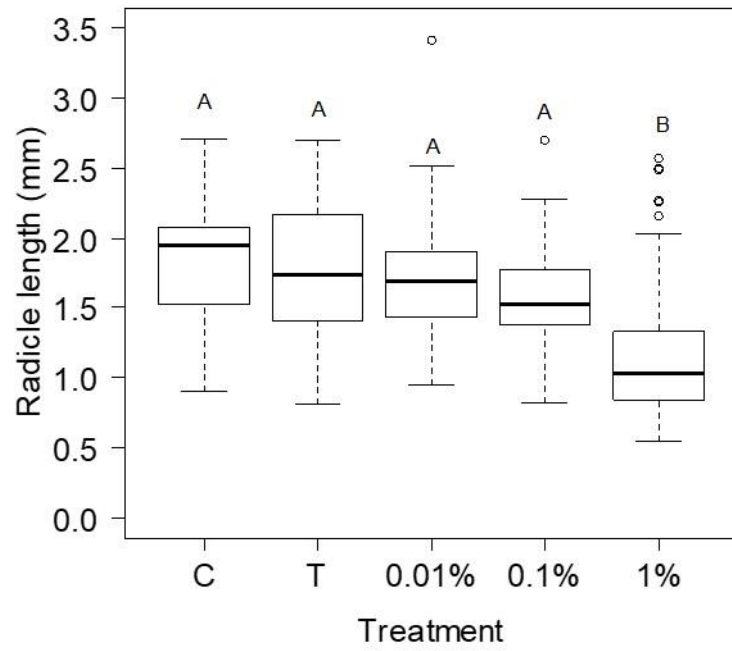 Radicle length (mm)
3.5
3.0
2.5
2.0
1.5
1.0
0.5
0.0
A
A
A
A
B
C T 0.01% 0.1% 1%
Treatment